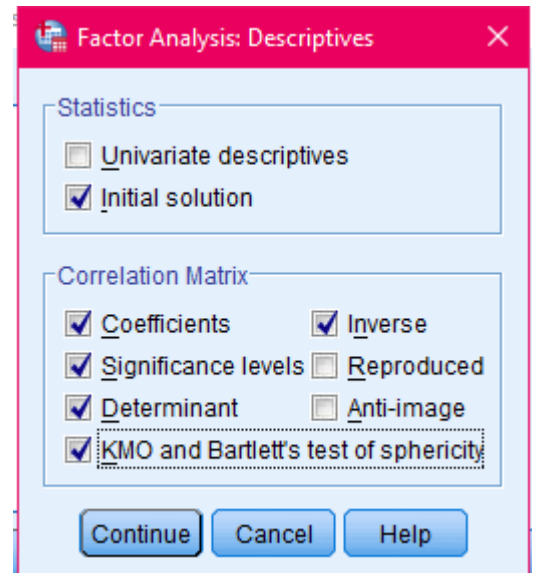 Factor Analysis: Descriptives
Statistics
Univariate descriptives
Initial solution
Correlation Matrix
Coefficients Inverse
Significance levels Reproduced
Determinant Anti-image
KMO and Bartlett's test of sphericity
Continue Cancel Help